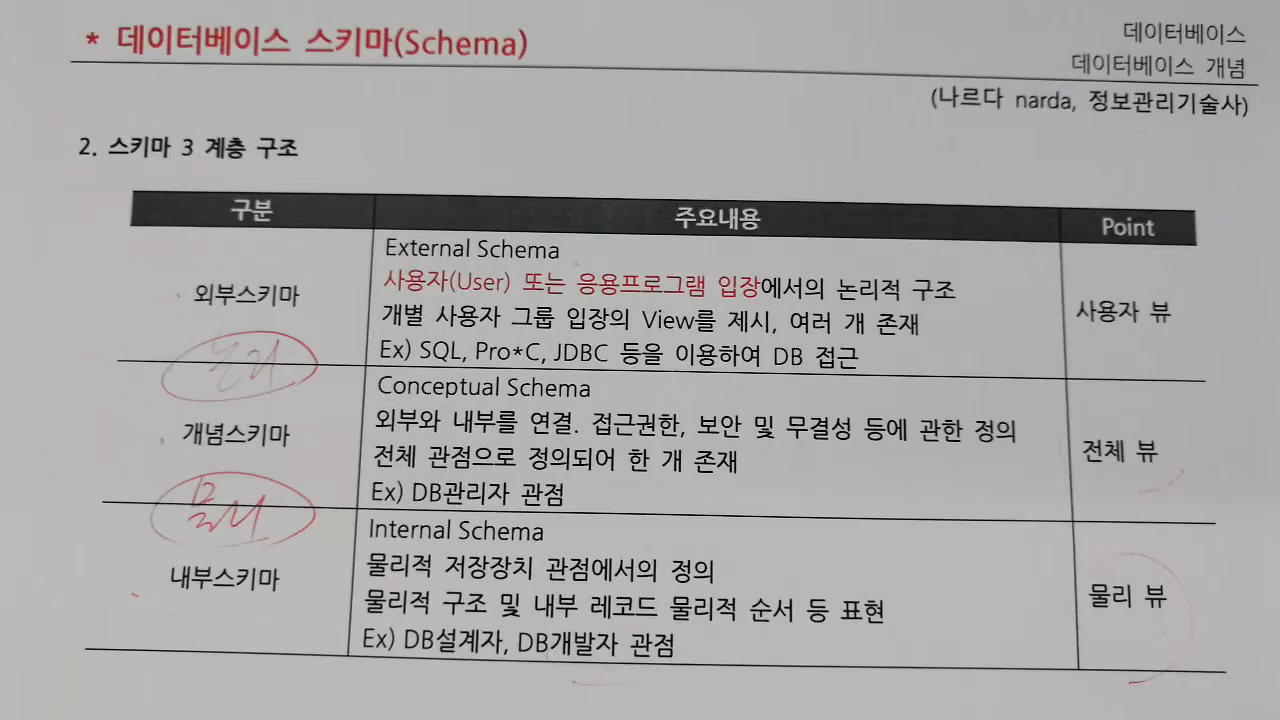 * 데이터베이스 스키마(Schema)
데이터베이스
데이터베이스 개념
(나르다 narda, 정보관리기술사)
2. 스키마 3 계층 구조
구분 주요내용 Point
외부스키마
External Schema
사용자(User) 또는 응용프로그램 입장에서의 논리적 구조
개별 사용자 그룹 입장의 View를 제시, 여러 개 존재
Ex) SQL, Pro*C, JDBC 등을 이용하여 DB 접근
사용자 뷰
논리
개념스키마
Conceptual Schema
외부와 내부를 연결. 접근권한, 보안 및 무결성 등에 관한 정의
전체 관점으로 정의되어 한 개 존재
Ex) DB관리자 관점
전체 뷰
물리
내부스키마
Internal Schema
물리적 저장장치 관점에서의 정의
물리적 구조 및 내부 레코드 물리적 순서 등 표현
Ex) DB설계자, DB개발자 관점
물리 뷰